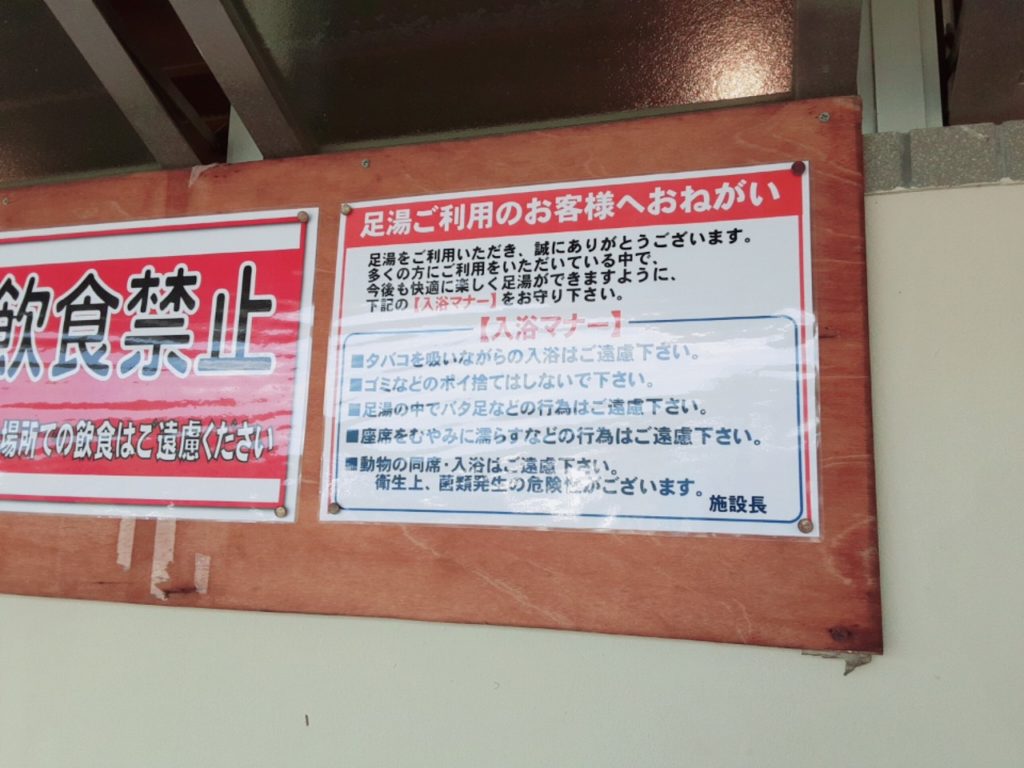 飲食禁止
場所での飲食はご遠慮ください
足湯ご利用のお客様へおねがい
足湯をご利用いただき、誠にありがとうございます。
多くの方にご利用をいただいている中で、
今後も快適に楽しく足湯ができますように、
下記の【入浴マナー】をお守り下さい。
【入浴マナー】
■タバコを吸いながらの入浴はご遠慮下さい。
■ゴミなどのポイ捨てはしないで下さい。
■足湯の中でバタ足などの行為はご遠慮下さい。
■座席をむやみに濡らすなどの行為はご遠慮下さい。
■動物の同席・入浴はご遠慮下さい。
衛生上、菌類発生の危険性がございます。
施設長